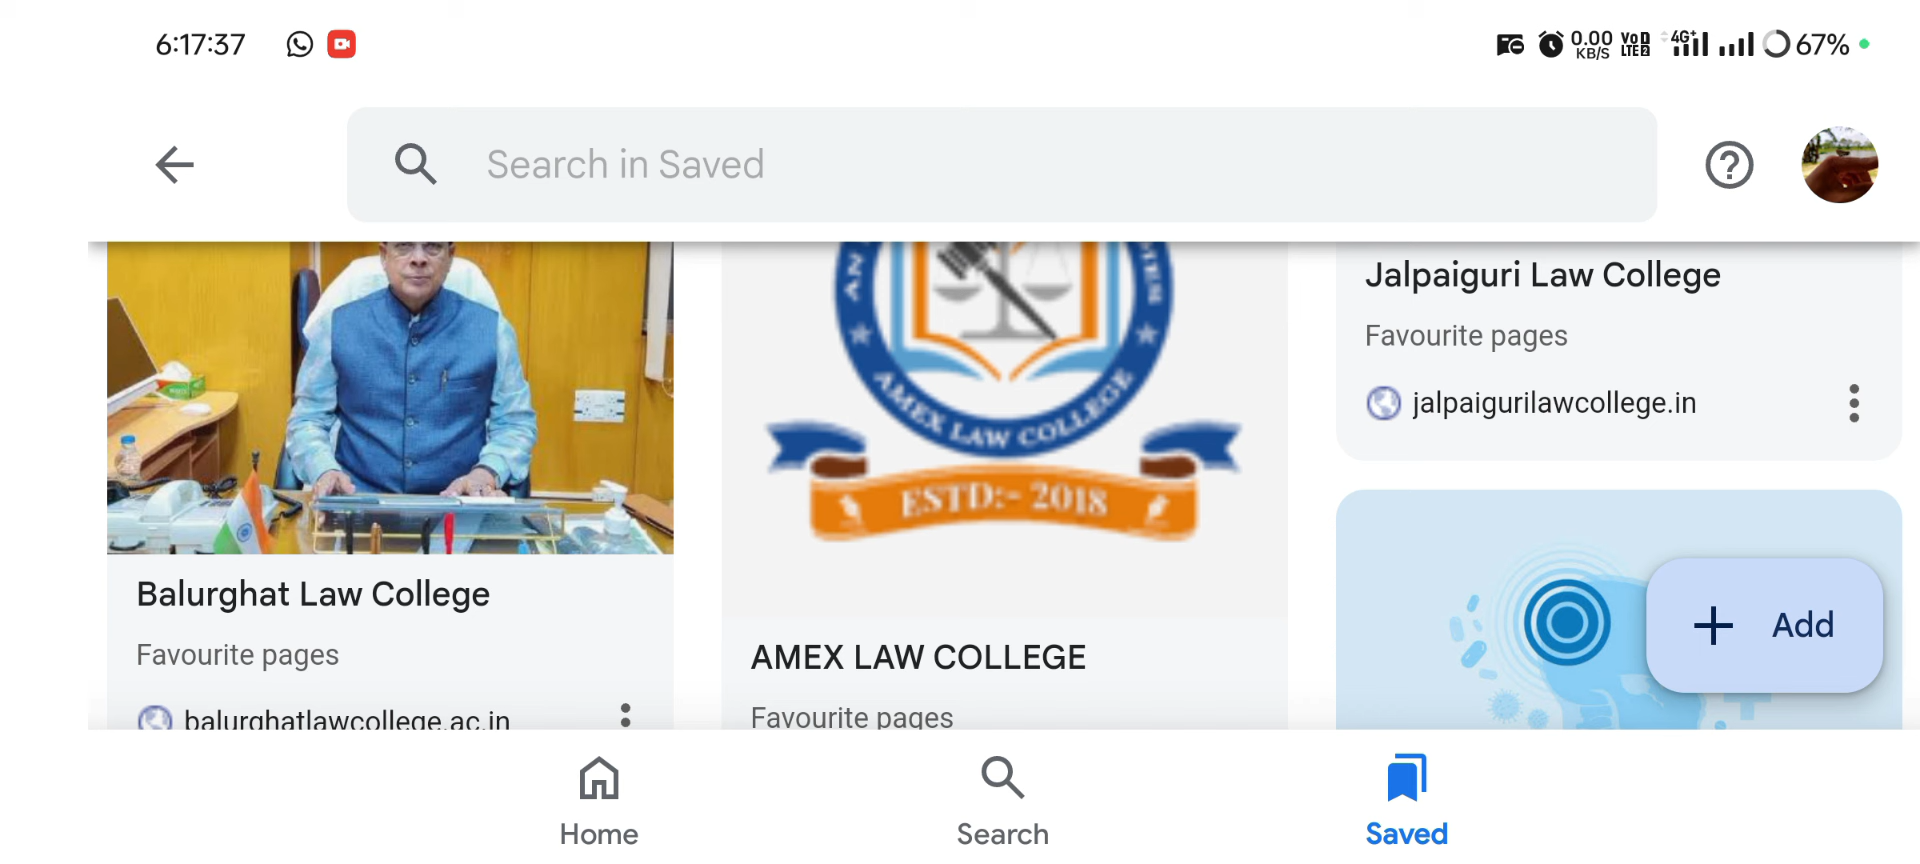 6:17:37
0.00
KB/S
VoD
LTE2
4G+
67%
Search in Saved
AMEX LAW COLLEGE
ESTD:- 2018
Balurghat Law College
Favourite pages
balurghatlawcollege.ac.in
AMEX LAW COLLEGE
Favourite pages
Jalpaiguri Law College
Favourite pages
jalpaigurilawcollege.in
Add
Home
Search
Saved